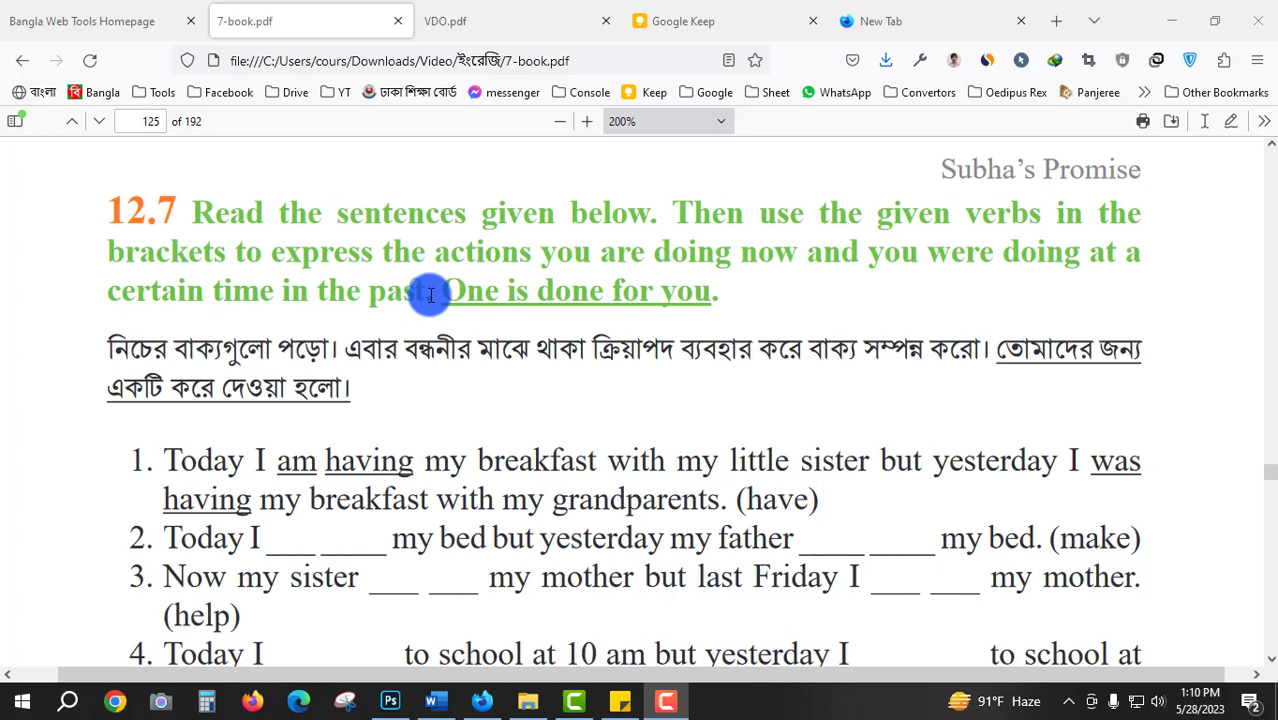 Bangla Web Tools Homepage
7-book.pdf
VDO.pdf
Google Keep
New Tab
file:///C:/Users/cours/Downloads/Video/ইংরেজি/7-book.pdf
বাংলা Bangla Tools Facebook Drive YT ঢাকা শিক্ষা বোর্ড messenger Console Keep Google Sheet WhatsApp Convertors Oedipus Rex Panjeree Other Bookmarks
125 of 192
200%
Subha's Promise
12.7 Read the sentences given below. Then use the given verbs in the
brackets to express the actions you are doing now and you were doing at a
certain time in the past. One is done for you.
নিচের বাক্যগুলো পড়ো। এবার বন্ধনীর মাঝে থাকা ক্রিয়াপদ ব্যবহার করে বাক্য সম্পন্ন করো। তোমাদের জন্য
একটি করে দেওয়া হলো।
1. Today I am having my breakfast with my little sister but yesterday I was
having my breakfast with my grandparents. (have)
2. Today I ___ ____ my bed but yesterday my father ____ ____ my bed. (make)
3. Now my sister ___ ___ my mother but last Friday I ___ ___ my mother.
(help)
4. Today I to school at 10 am but yesterday I to school at
91°F Haze
1:10 PM
5/28/2023
2